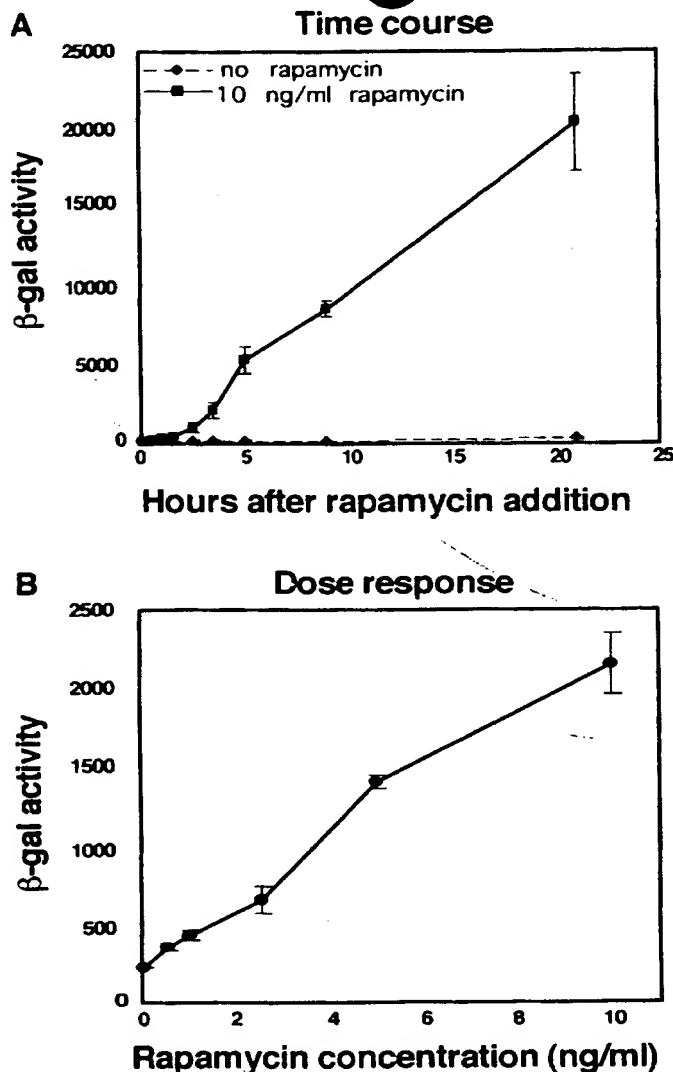 A
Time course
25000
20000
15000
10000
5000
0
no rapamycin
10 ng/ml rapamycin
β-gal activity
0 5 10 15 20 25
Hours after rapamycin addition
B
Dose response
2500
2000
1500
1000
500
0
β-gal activity
0 2 4 6 8 10
Rapamycin concentration (ng/ml)